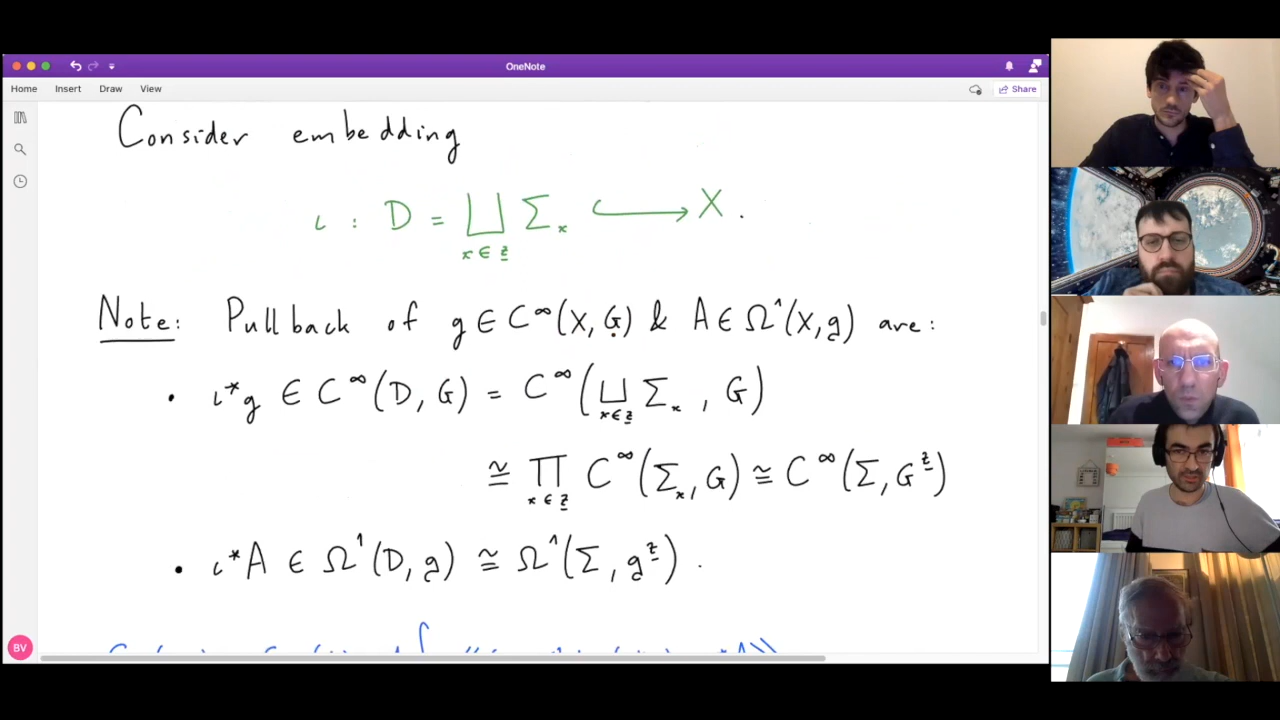 OneNote
Home Insert Draw View Share
Consider embedding
ι : D = ⨆_{x∈z} Σ_x ↪ X .
Note: Pullback of g ∈ C^∞(X, G) & A ∈ Ω^1(X, g) are:
• ι*g ∈ C^∞(D, G) = C^∞(⨆_{x∈z} Σ_x , G)
≅ ∏_{x∈z} C^∞(Σ_x, G) ≅ C^∞(Σ, G^z)
• ι*A ∈ Ω^1(D, g) ≅ Ω^1(Σ, g^z) .
BV